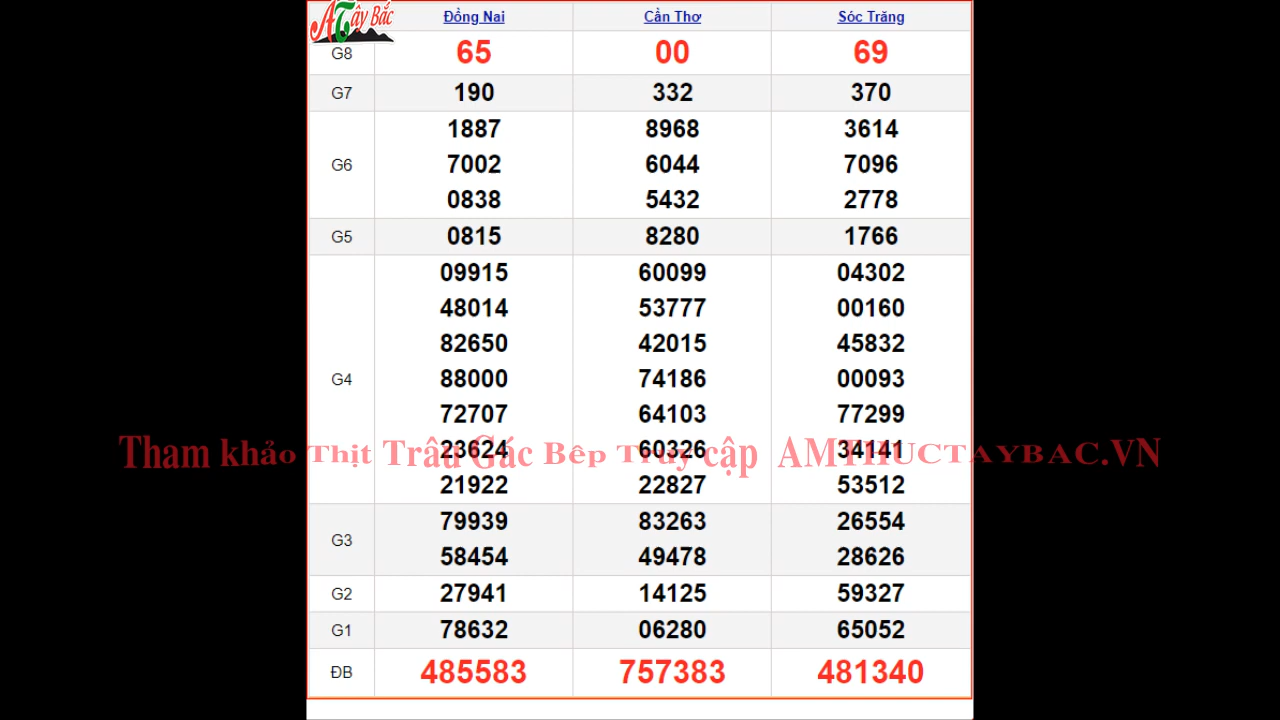 ATây Bắc
Đồng Nai Cần Thơ Sóc Trăng
G8 65 00 69
G7 190 332 370
1887 8968 3614
G6 7002 6044 7096
0838 5432 2778
G5 0815 8280 1766
09915 60099 04302
48014 53777 00160
82650 42015 45832
G4 88000 74186 00093
72707 64103 77299
23624 60326 34141
Tham khảo Thịt Trâu Gác Bếp Truy cập AMTHUCTAYBAC.VN
21922 22827 53512
79939 83263 26554
G3
58454 49478 28626
G2 27941 14125 59327
G1 78632 06280 65052
ĐB 485583 757383 481340